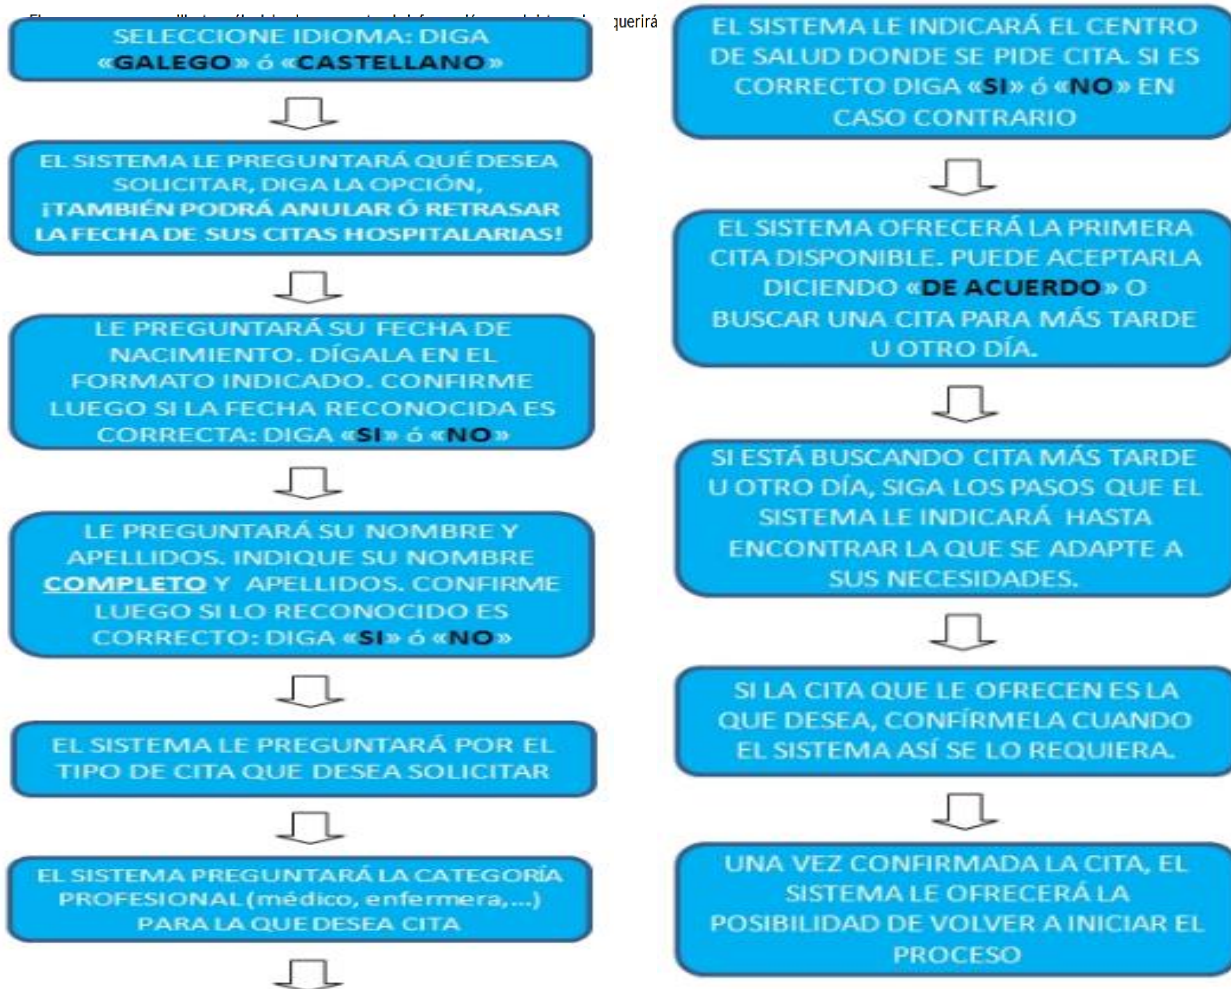 SELECCIONE IDIOMA: DIGA
«GALEGO» ó «CASTELLANO»
EL SISTEMA LE PREGUNTARÁ QUÉ DESEA
SOLICITAR, DIGA LA OPCIÓN,
¡TAMBIÉN PODRÁ ANULAR Ó RETRASAR
LA FECHA DE SUS CITAS HOSPITALARIAS!
LE PREGUNTARÁ SU FECHA DE
NACIMIENTO. DÍGALA EN EL
FORMATO INDICADO. CONFIRME
LUEGO SI LA FECHA RECONOCIDA ES
CORRECTA: DIGA «SI» ó «NO»
LE PREGUNTARÁ SU NOMBRE Y
APELLIDOS. INDIQUE SU NOMBRE
COMPLETO Y APELLIDOS. CONFIRME
LUEGO SI LO RECONOCIDO ES
CORRECTO: DIGA «SI» ó «NO»
EL SISTEMA LE PREGUNTARÁ POR EL
TIPO DE CITA QUE DESEA SOLICITAR
EL SISTEMA PREGUNTARÁ LA CATEGORÍA
PROFESIONAL (médico, enfermera,...)
PARA LA QUE DESEA CITA
EL SISTEMA LE INDICARÁ EL CENTRO
DE SALUD DONDE SE PIDE CITA. SI ES
CORRECTO DIGA «SI» ó «NO» EN
CASO CONTRARIO
EL SISTEMA OFRECERÁ LA PRIMERA
CITA DISPONIBLE. PUEDE ACEPTARLA
DICIENDO «DE ACUERDO» O
BUSCAR UNA CITA PARA MÁS TARDE
U OTRO DÍA.
SI ESTÁ BUSCANDO CITA MÁS TARDE
U OTRO DÍA, SIGA LOS PASOS QUE EL
SISTEMA LE INDICARÁ HASTA
ENCONTRAR LA QUE SE ADAPTE A
SUS NECESIDADES.
SI LA CITA QUE LE OFRECEN ES LA
QUE DESEA, CONFÍRMELA CUANDO
EL SISTEMA ASÍ SE LO REQUIERA.
UNA VEZ CONFIRMADA LA CITA, EL
SISTEMA LE OFRECERÁ LA
POSIBILIDAD DE VOLVER A INICIAR EL
PROCESO